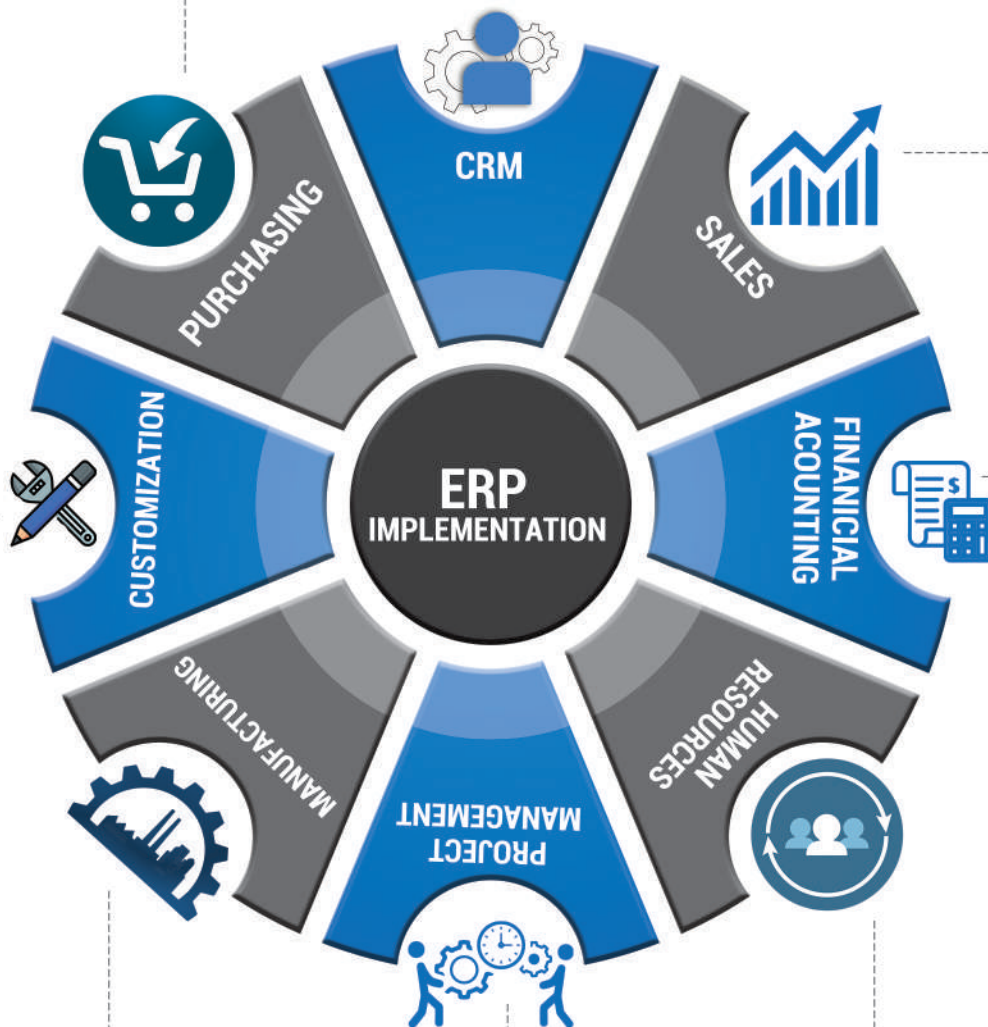 CRM
SALES
FINANICIAL
ACOUNTING
HUMAN
RESOURCES
PROJECT
MANAGEMENT
MANUFACTURING
CUSTOMIZATION
PURCHASING
ERP
IMPLEMENTATION
$